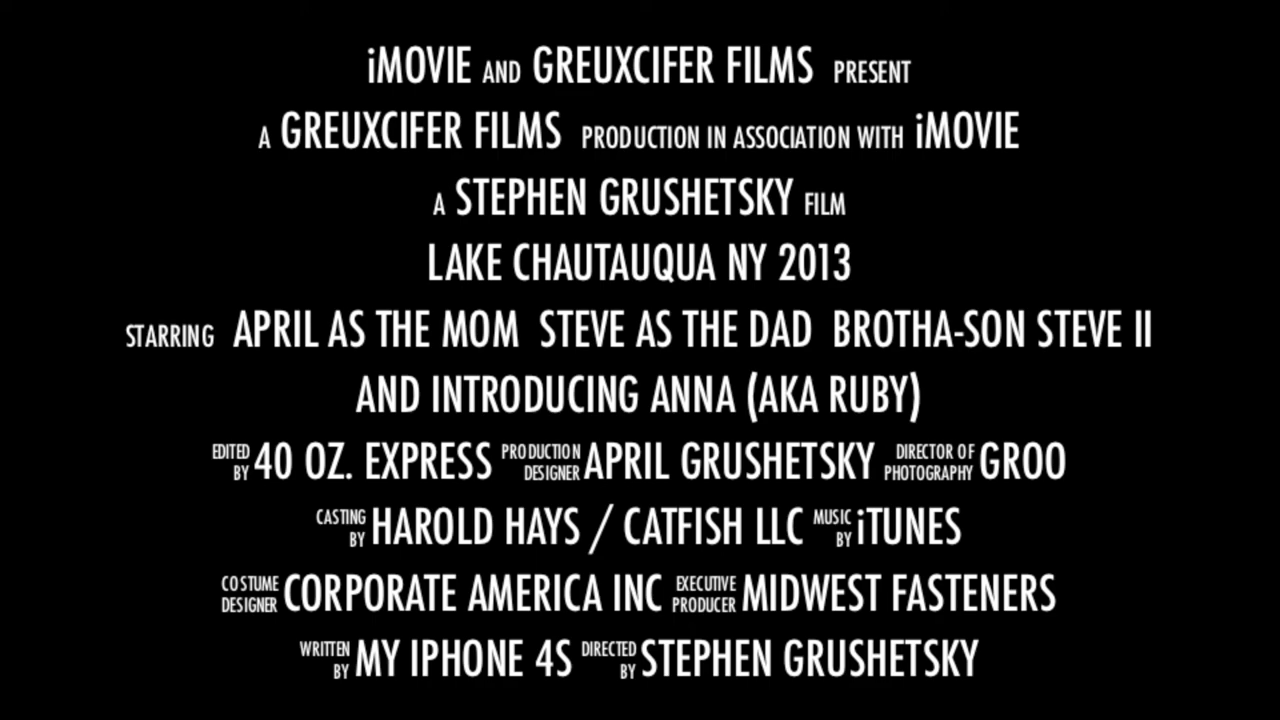 iMOVIE AND GREUXCIFER FILMS PRESENT
A GREUXCIFER FILMS PRODUCTION IN ASSOCIATION WITH iMOVIE
A STEPHEN GRUSHETSKY FILM
LAKE CHAUTAUQUA NY 2013
STARRING APRIL AS THE MOM STEVE AS THE DAD BROTHA-SON STEVE II
AND INTRODUCING ANNA (AKA RUBY)
EDITED BY 40 OZ. EXPRESS PRODUCTION DESIGNER APRIL GRUSHETSKY DIRECTOR OF PHOTOGRAPHY GROO
CASTING BY HAROLD HAYS / CATFISH LLC MUSIC BY iTUNES
COSTUME DESIGNER CORPORATE AMERICA INC EXECUTIVE PRODUCER MIDWEST FASTENERS
WRITTEN BY MY IPHONE 4S DIRECTED BY STEPHEN GRUSHETSKY